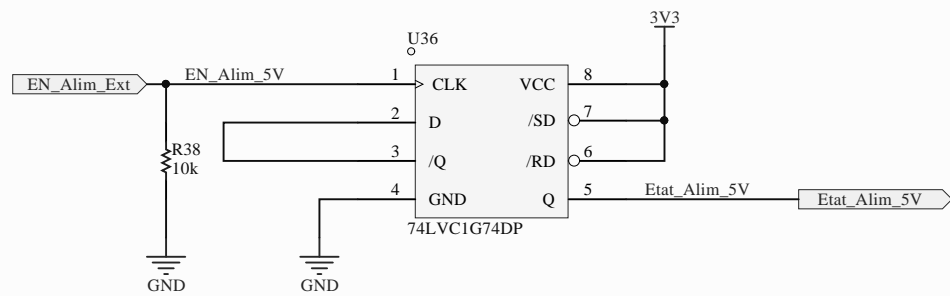 3V3
U36
EN_Alim_Ext
EN_Alim_5V
1
CLK
VCC
8
2
D
/SD
7
R38
10k
3
/Q
/RD
6
4
GND
Q
5
Etat_Alim_5V
Etat_Alim_5V
74LVC1G74DP
GND
GND